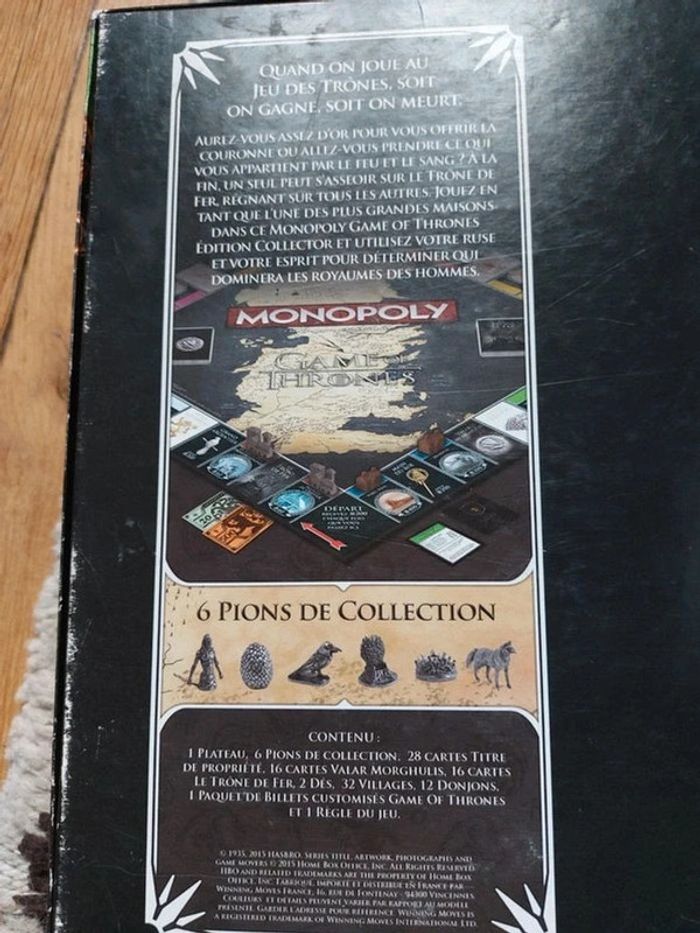 QUAND ON JOUE AU
JEU DES TRÔNES, SOIT
ON GAGNE, SOIT ON MEURT.
AUREZ-VOUS ASSEZ D'OR POUR VOUS OFFRIR LA
COURONNE OU ALLEZ-VOUS PRENDRE CE QUI
VOUS APPARTIENT PAR LE FEU ET LE SANG ? À LA
FIN, UN SEUL PEUT S'ASSEOIR SUR LE TRÔNE DE
FER, RÉGNANT SUR TOUS LES AUTRES. JOUEZ EN
TANT QUE L'UNE DES PLUS GRANDES MAISONS
DANS CE MONOPOLY GAME OF THRONES
ÉDITION COLLECTOR ET UTILISEZ VOTRE RUSE
ET VOTRE ESPRIT POUR DÉTERMINER QUI
DOMINERA LES ROYAUMES DES HOMMES.
MONOPOLY
GAME OF
THRONES
DÉPART
6 PIONS DE COLLECTION
CONTENU :
1 PLATEAU, 6 PIONS DE COLLECTION, 28 CARTES TITRE
DE PROPRIÉTÉ, 16 CARTES VALAR MORGHULIS, 16 CARTES
LE TRÔNE DE FER, 2 DÉS, 32 VILLAGES, 12 DONJONS,
1 PAQUET DE BILLETS CUSTOMISÉS GAME OF THRONES
ET 1 RÈGLE DU JEU.
© 1935, 2015 HASBRO. SERIES TITLE, ARTWORK, PHOTOGRAPHS AND
GAME MOVERS © 2015 HOME BOX OFFICE, INC. ALL RIGHTS RESERVED.
HBO AND RELATED TRADEMARKS ARE THE PROPERTY OF HOME BOX
OFFICE, INC. FABRIQUÉ, IMPORTÉ ET DISTRIBUÉ EN FRANCE PAR
WINNING MOVES FRANCE, 16, RUE DE FONTENAY - 94300 VINCENNES.
COULEURS ET DÉTAILS PEUVENT VARIER PAR RAPPORT AU MODÈLE
PRÉSENTÉ. GARDER L'ADRESSE POUR RÉFÉRENCE. WINNING MOVES IS
A REGISTERED TRADEMARK OF WINNING MOVES INTERNATIONAL LTD.